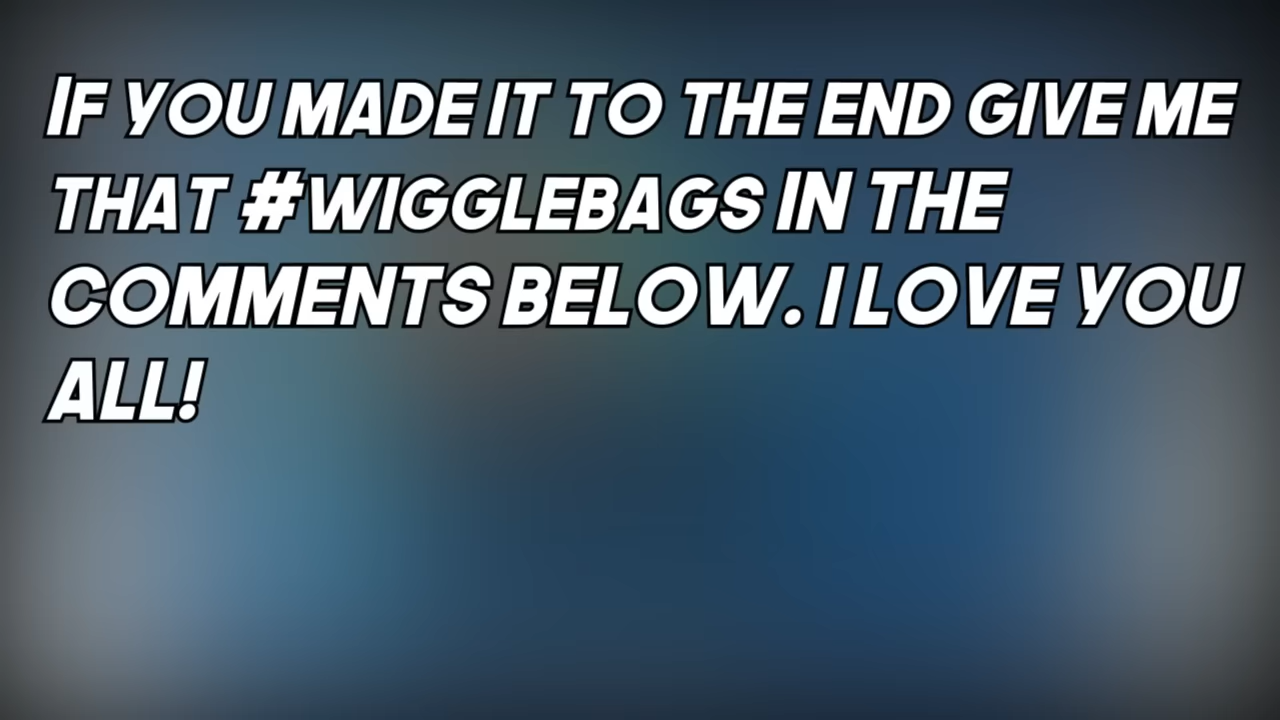 If you made it to the end give me
that #wigglebags IN THE
comments below. I love you
all!